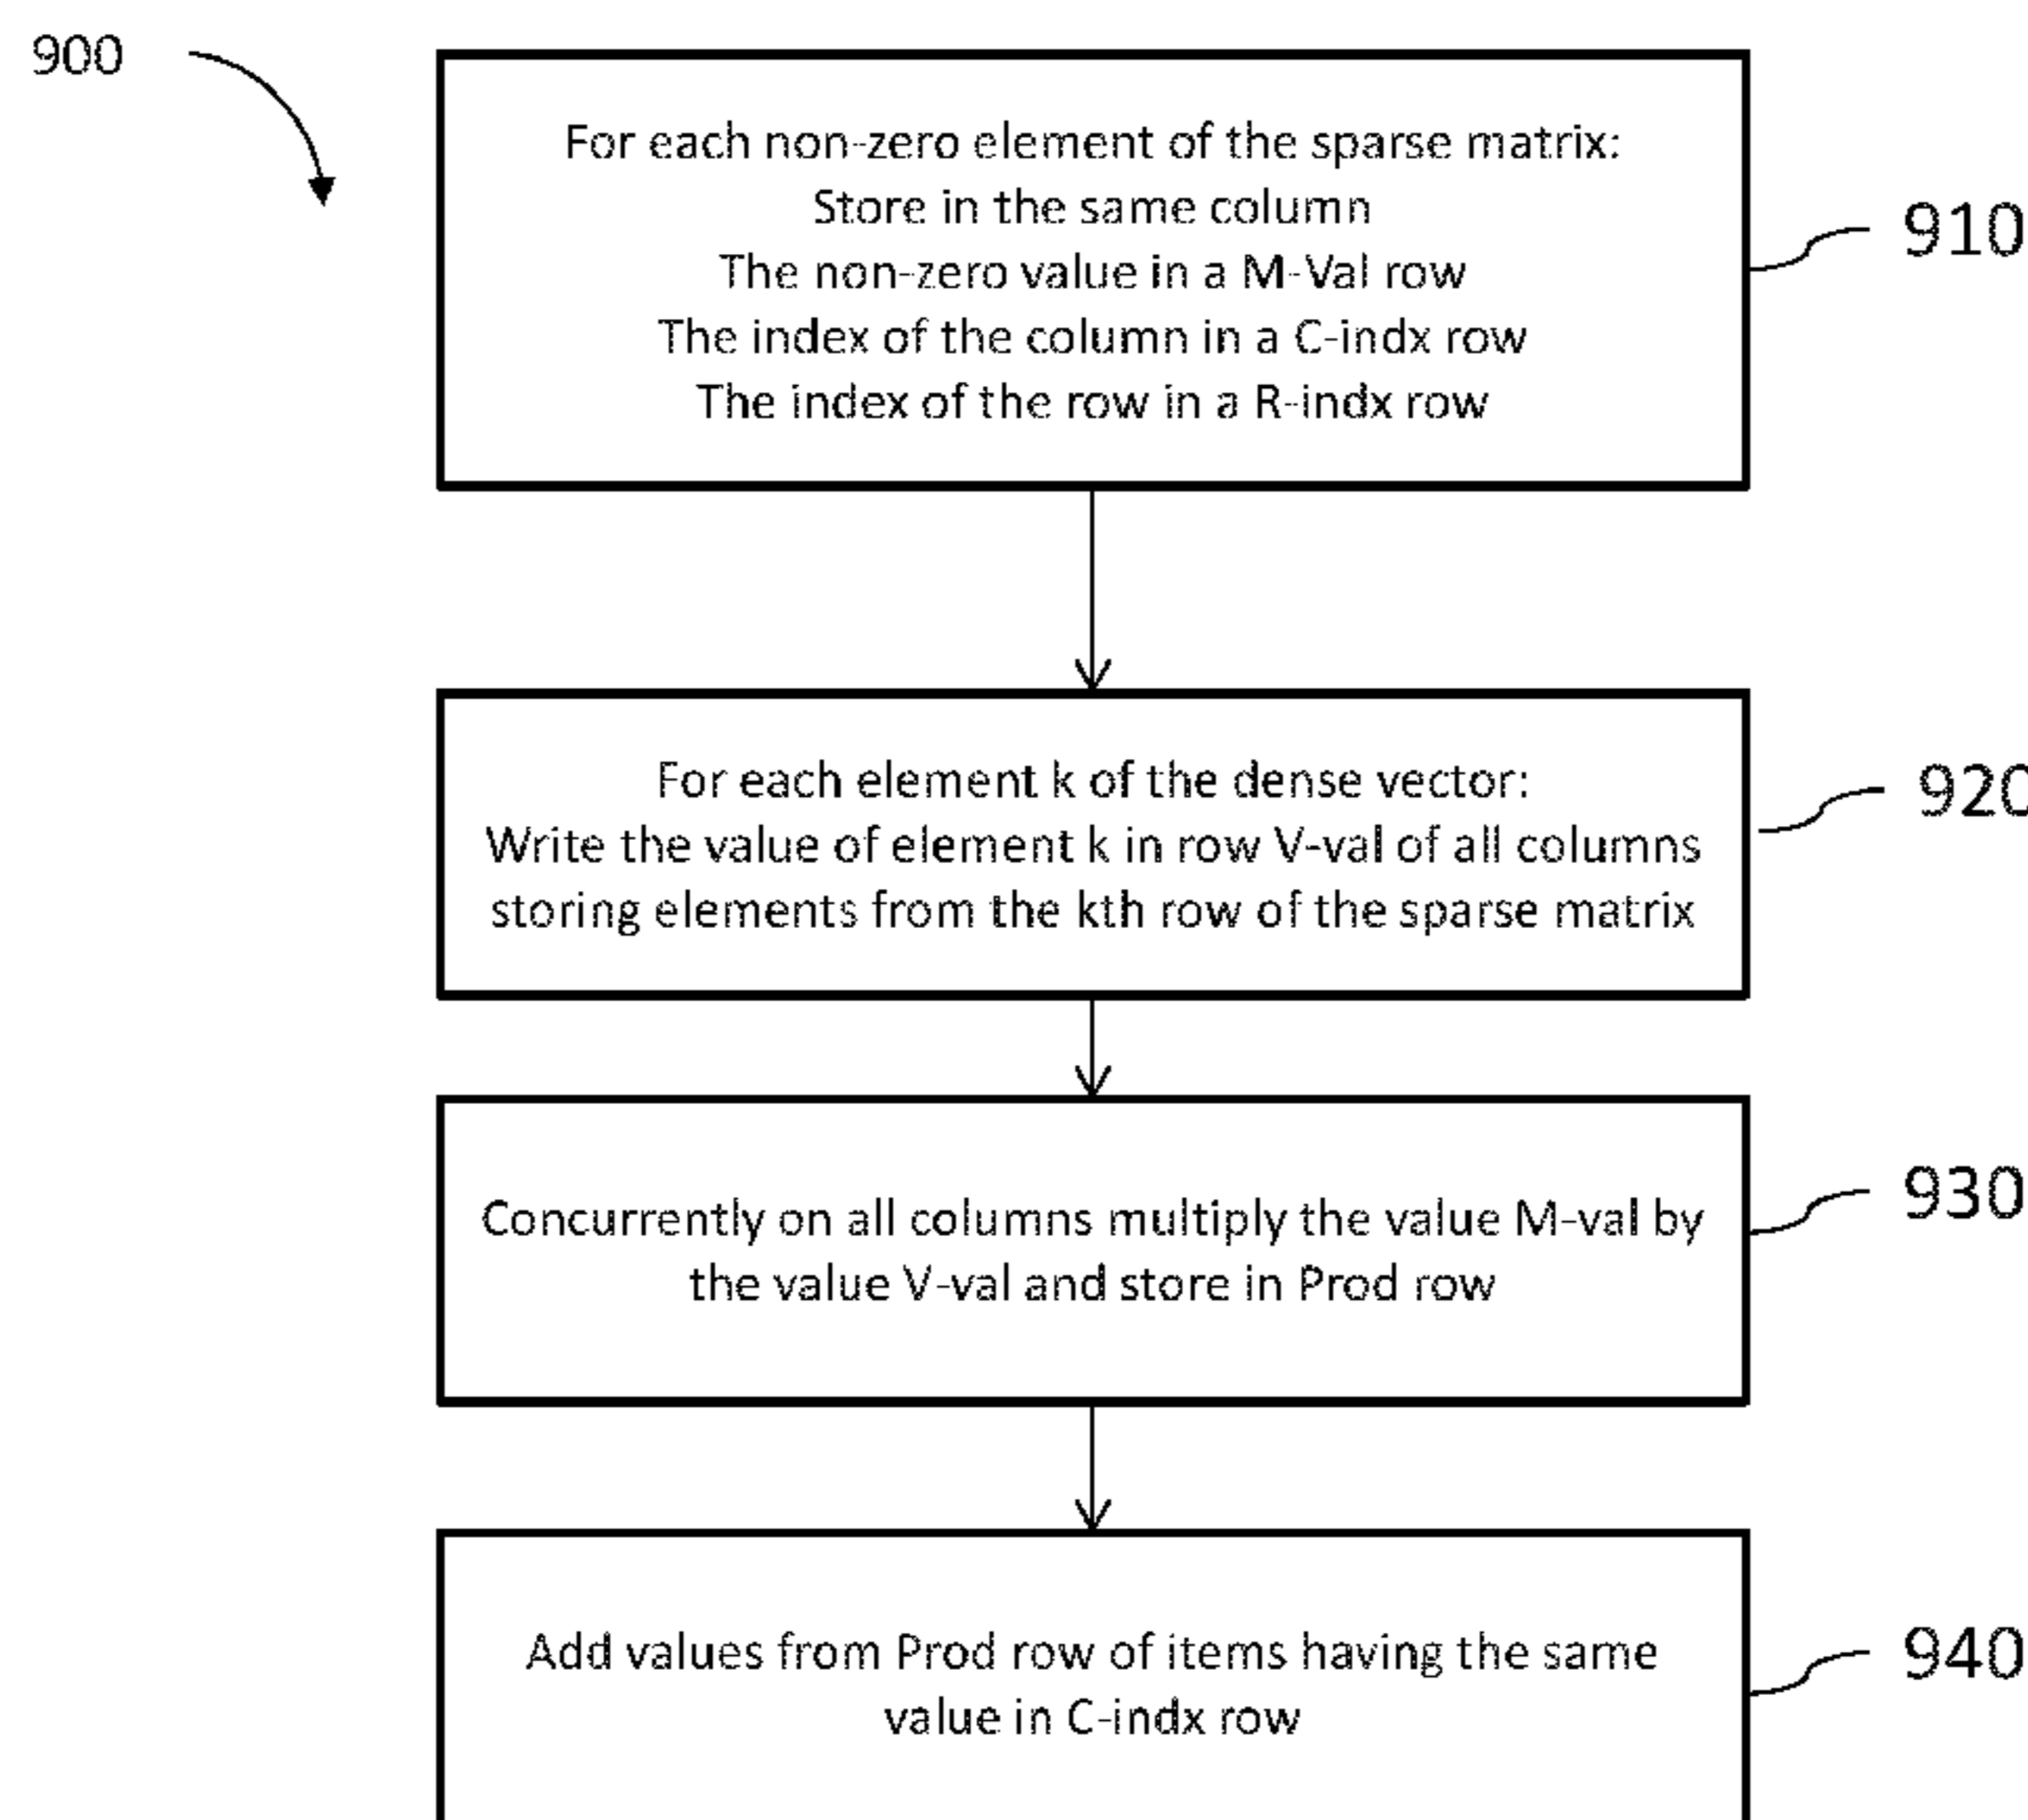 900
For each non-zero element of the sparse matrix:
Store in the same column
The non-zero value in a M-Val row
The index of the column in a C-indx row
The index of the row in a R-indx row
910
For each element k of the dense vector:
Write the value of element k in row V-val of all columns
storing elements from the kth row of the sparse matrix
920
Concurrently on all columns multiply the value M-val by
the value V-val and store in Prod row
930
Add values from Prod row of items having the same
value in C-indx row
940